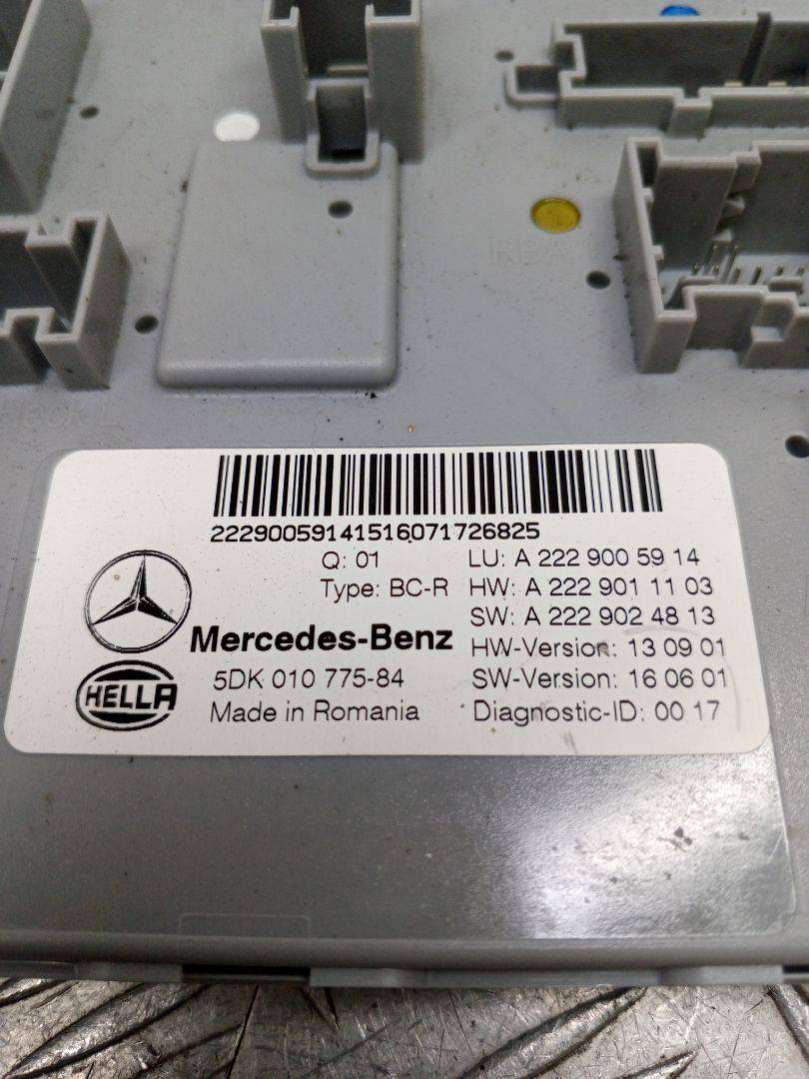 22290059141516071726825
Q: 01 LU: A 222 900 59 14
Type: BC-R HW: A 222 901 11 03
SW: A 222 902 48 13
Mercedes-Benz HW-Version: 13 09 01
HELLA 5DK 010 775-84 SW-Version: 16 06 01
Made in Romania Diagnostic-ID: 00 17